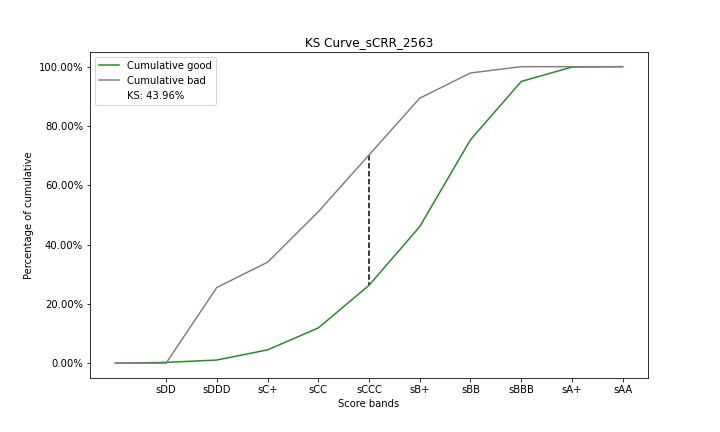 KS Curve_sCRR_2563
Cumulative good
Cumulative bad
KS: 43.96%
100.00%
80.00%
60.00%
40.00%
20.00%
0.00%
Percentage of cumulative
sDD sDDD sC+ sCC sCCC sB+ sBB sBBB sA+ sAA
Score bands